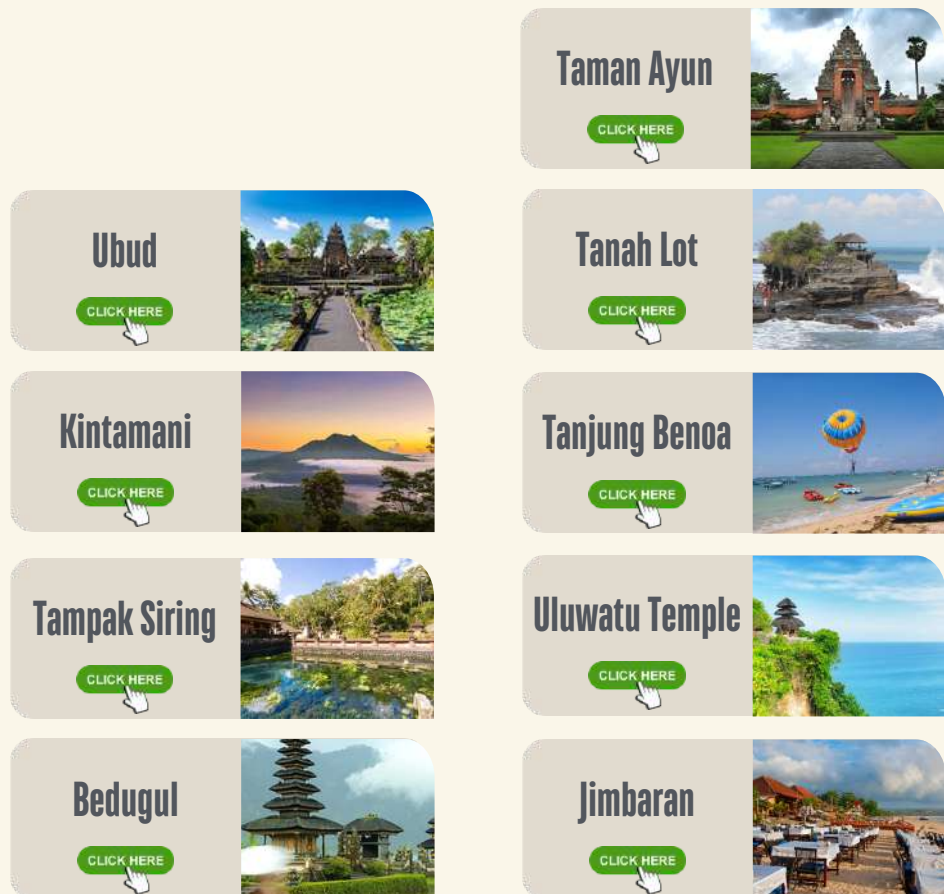 Ubud
CLICK HERE
Kintamani
CLICK HERE
Tampak Siring
CLICK HERE
Bedugul
CLICK HERE
Taman Ayun
CLICK HERE
Tanah Lot
CLICK HERE
Tanjung Benoa
CLICK HERE
Uluwatu Temple
CLICK HERE
Jimbaran
CLICK HERE